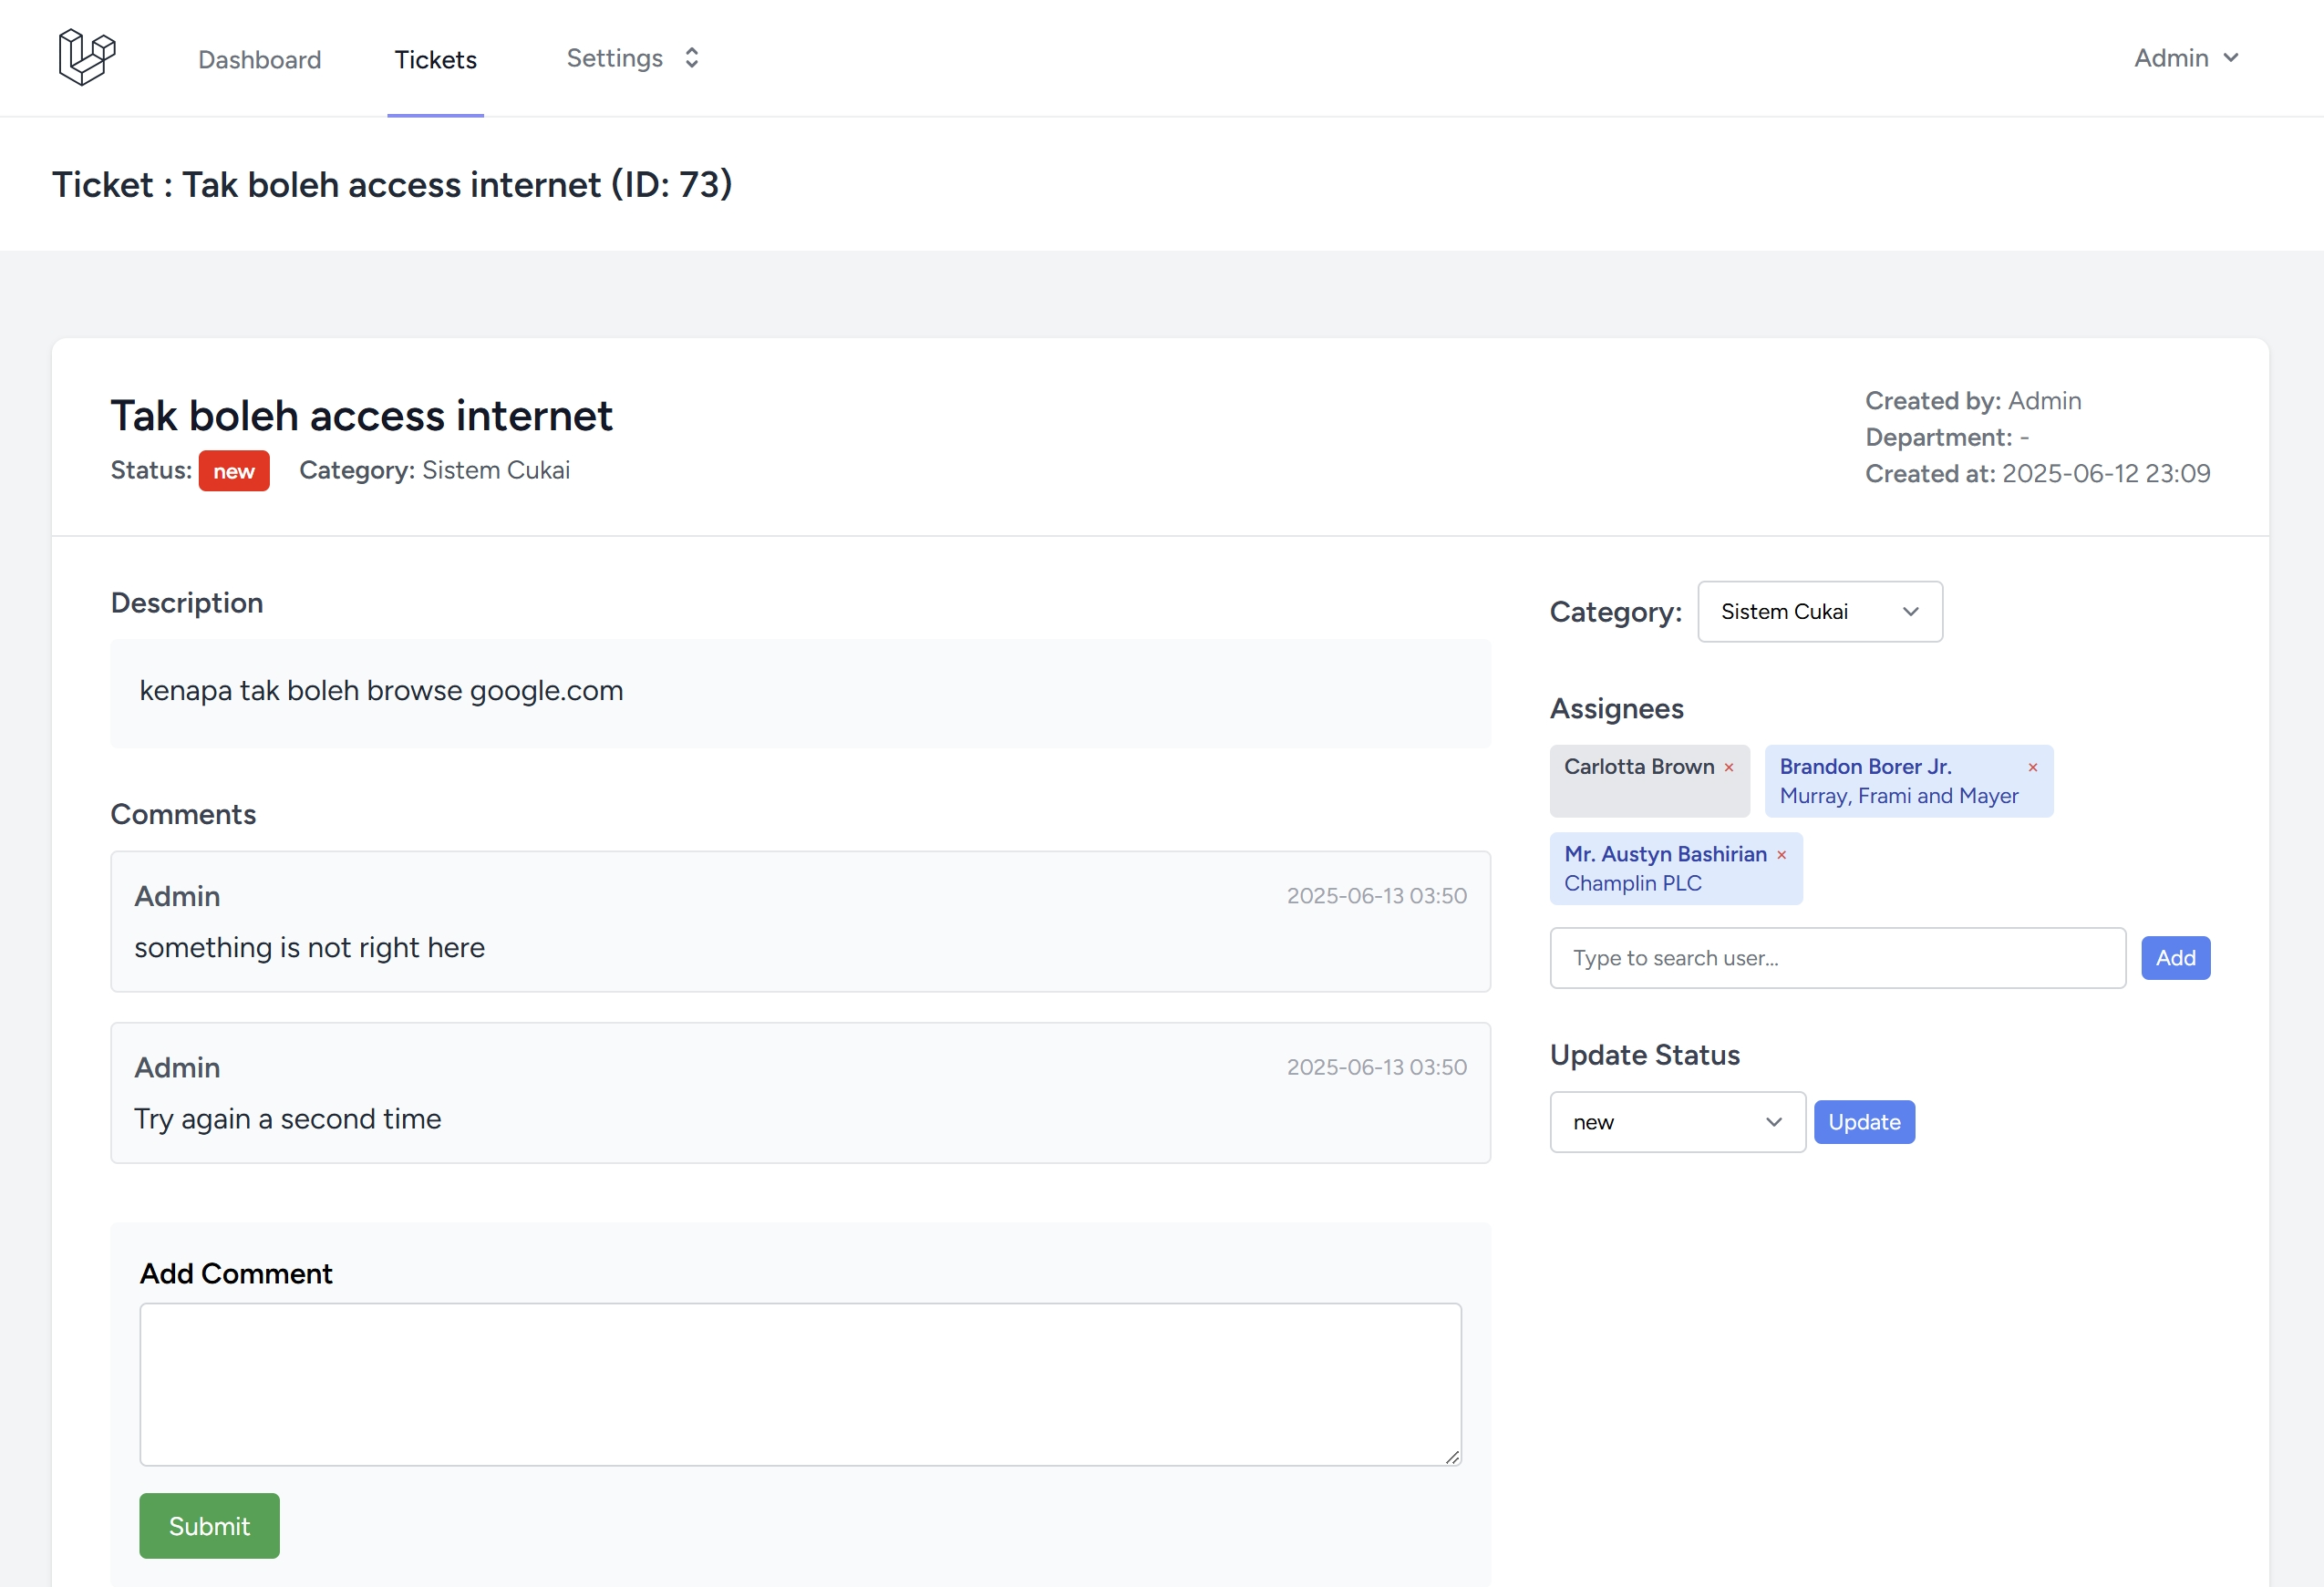 Dashboard
Tickets
Settings
Admin
Ticket : Tak boleh access internet (ID: 73)
Tak boleh access internet
Status: new Category: Sistem Cukai
Created by: Admin
Department: -
Created at: 2025-06-12 23:09
Description
kenapa tak boleh browse google.com
Comments
Admin 2025-06-13 03:50
something is not right here
Admin 2025-06-13 03:50
Try again a second time
Add Comment
Submit
Category: Sistem Cukai
Assignees
Carlotta Brown ×
Brandon Borer Jr. ×
Murray, Frami and Mayer
Mr. Austyn Bashirian ×
Champlin PLC
Type to search user... Add
Update Status
new Update